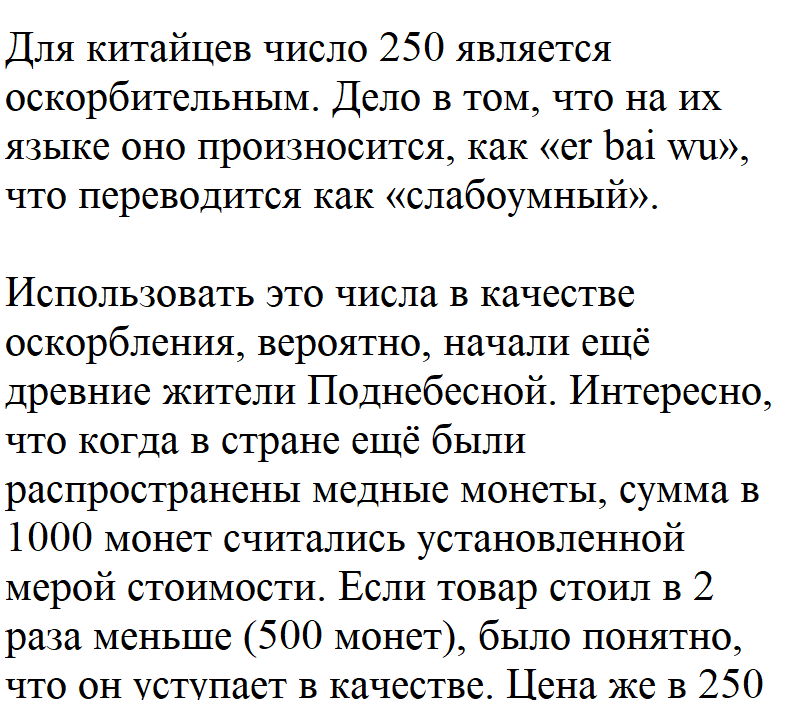 Для китайцев число 250 является
оскорбительным. Дело в том, что на их
языке оно произносится, как «er bai wu»,
что переводится как «слабоумный».
Использовать это числа в качестве
оскорбления, вероятно, начали ещё
древние жители Поднебесной. Интересно,
что когда в стране ещё были
распространены медные монеты, сумма в
1000 монет считались установленной
мерой стоимости. Если товар стоил в 2
раза меньше (500 монет), было понятно,
что он уступает в качестве. Цена же в 250